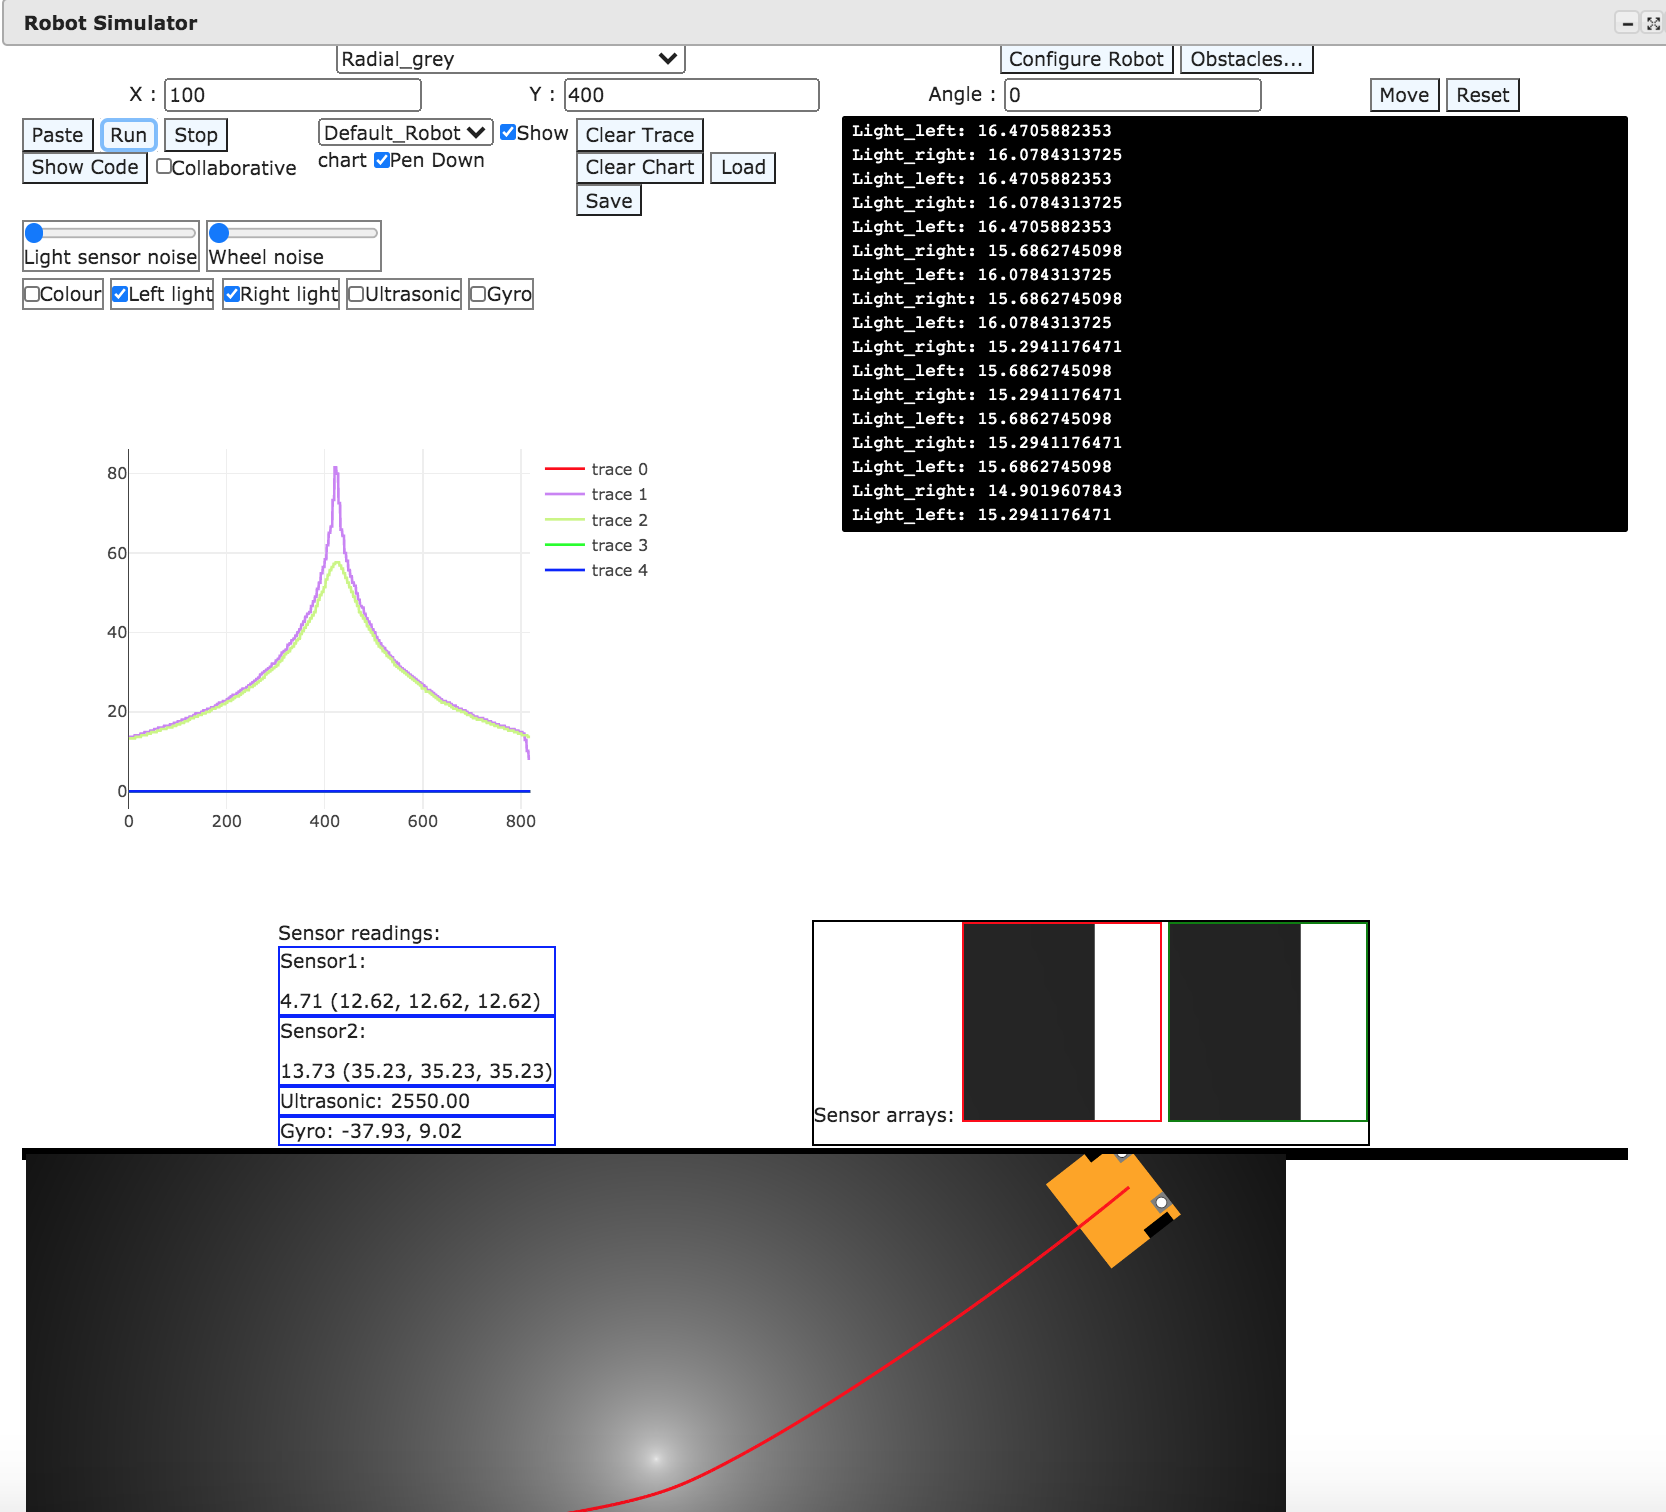 Robot Simulator
Radial_grey
Configure Robot
Obstacles...
X :
100
Y :
400
Angle :
0
Move
Reset
Paste
Run
Stop
Show Code
Collaborative
Default_Robot
Show
chart
Pen Down
Clear Trace
Clear Chart
Load
Save
Light_left: 16.4705882353
Light_right: 16.0784313725
Light_left: 16.4705882353
Light_right: 16.0784313725
Light_left: 16.4705882353
Light_right: 15.6862745098
Light_left: 16.0784313725
Light_right: 15.6862745098
Light_left: 16.0784313725
Light_right: 15.2941176471
Light_left: 15.6862745098
Light_right: 15.2941176471
Light_left: 15.6862745098
Light_right: 15.2941176471
Light_left: 15.6862745098
Light_right: 14.9019607843
Light_left: 15.2941176471
Light sensor noise
Wheel noise
Colour
Left light
Right light
Ultrasonic
Gyro
80
60
40
20
0
0
200
400
600
800
trace 0
trace 1
trace 2
trace 3
trace 4
Sensor readings:
Sensor1:
4.71 (12.62, 12.62, 12.62)
Sensor2:
13.73 (35.23, 35.23, 35.23)
Ultrasonic: 2550.00
Gyro: -37.93, 9.02
Sensor arrays: